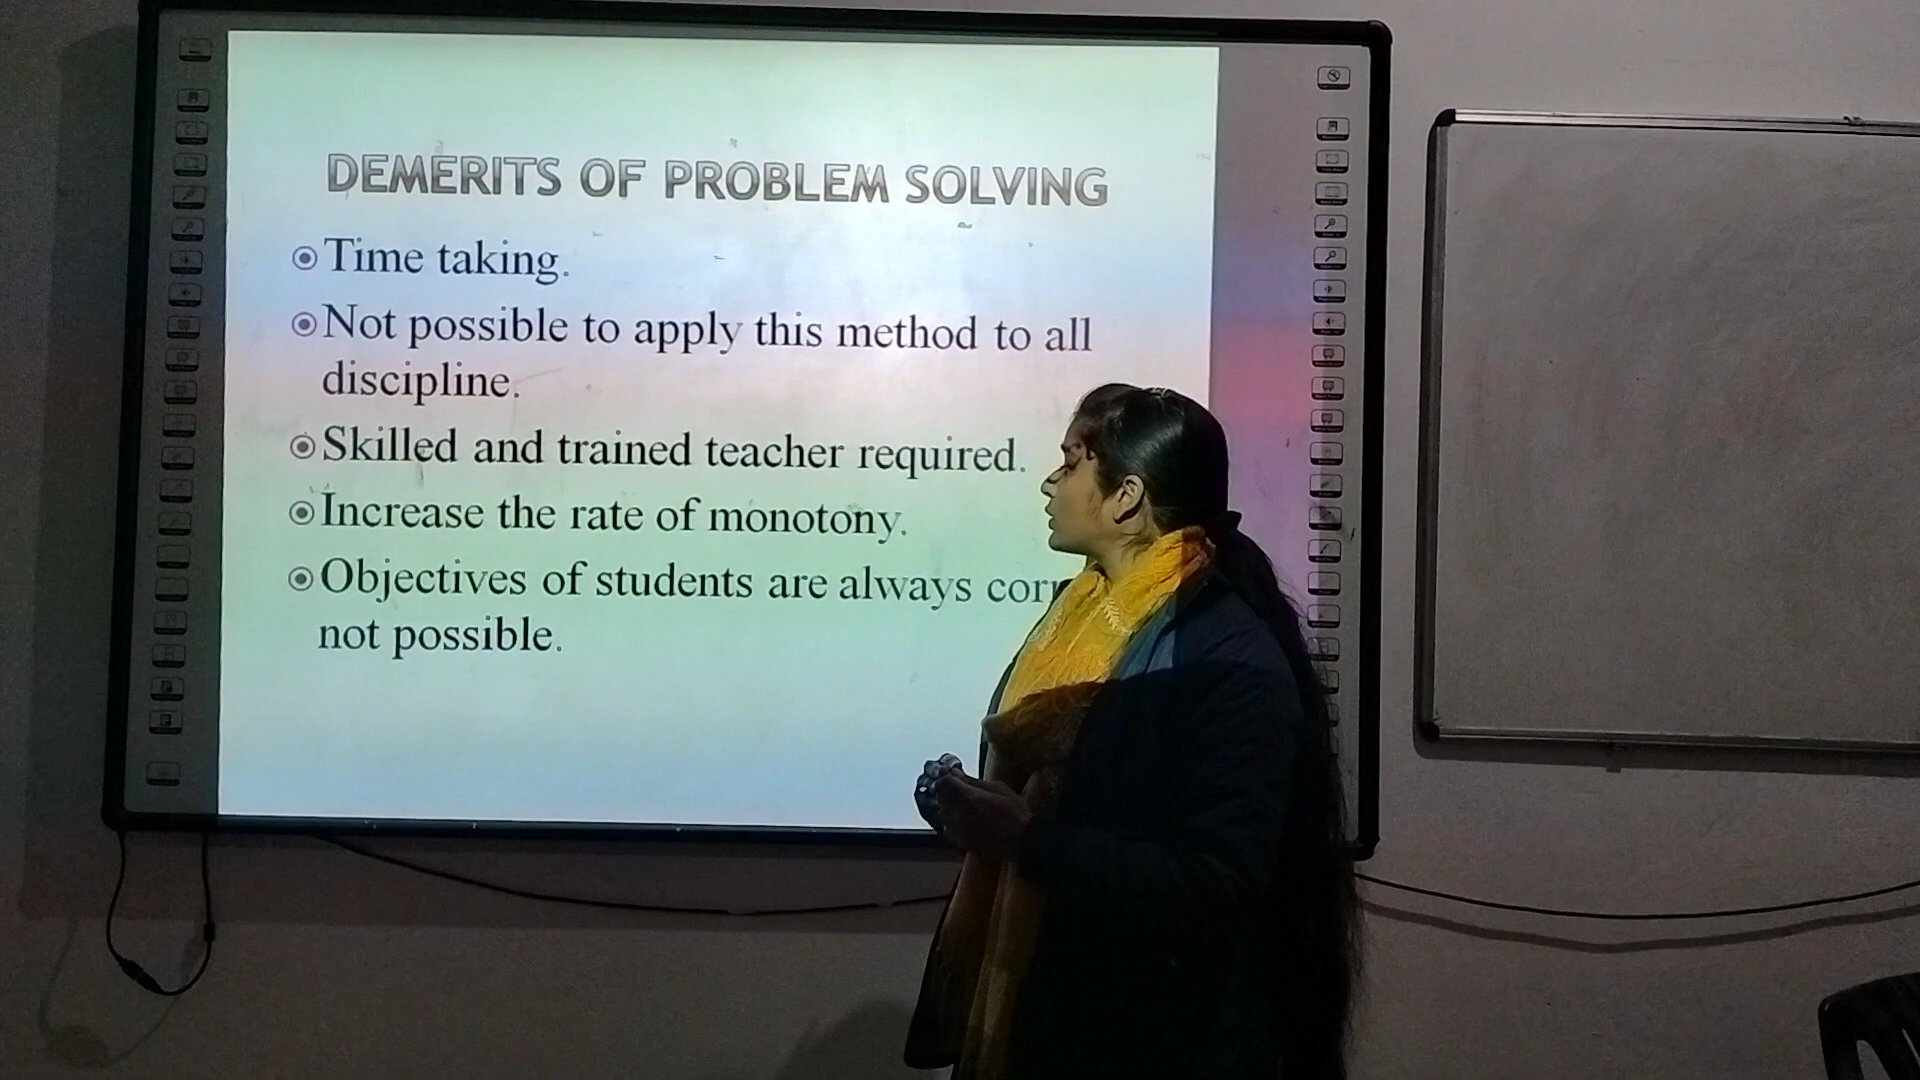 DEMERITS OF PROBLEM SOLVING
Time taking.
Not possible to apply this method to all
discipline.
Skilled and trained teacher required.
Increase the rate of monotony.
Objectives of students are always
not possible.